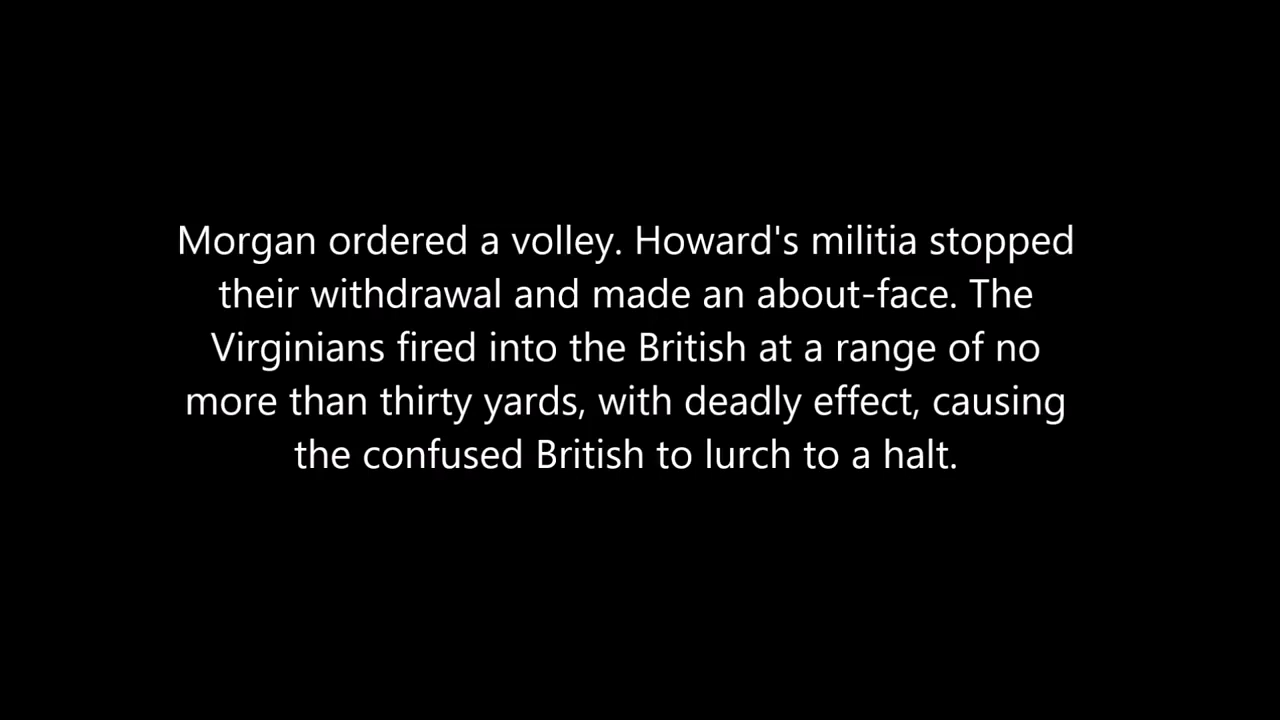 Morgan ordered a volley. Howard's militia stopped
their withdrawal and made an about-face. The
Virginians fired into the British at a range of no
more than thirty yards, with deadly effect, causing
the confused British to lurch to a halt.